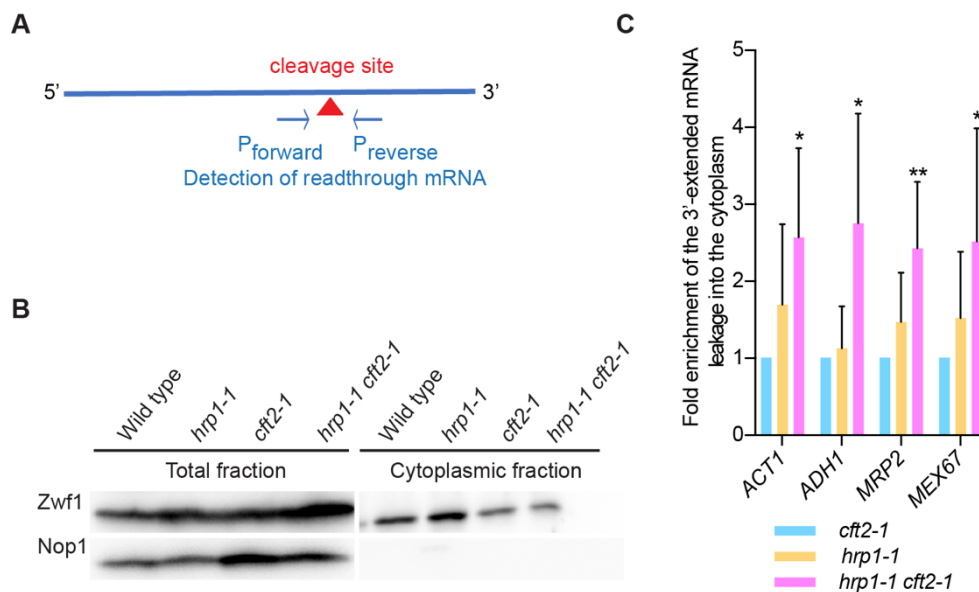 A
cleavage site
5’
3’
Pforward
Preverse
Detection of readthrough mRNA
B
Wild type
hrp1-1
cft2-1
hrp1-1 cft2-1
Wild type
hrp1-1
cft2-1
hrp1-1 cft2-1
Total fraction
Cytoplasmic fraction
Zwf1
Nop1
C
Fold enrichment of the 3’-extended mRNA
leakage into the cytoplasm
5
4
3
2
1
0
*
*
**
*
ACT1
ADH1
MRP2
MEX67
cft2-1
hrp1-1
hrp1-1 cft2-1